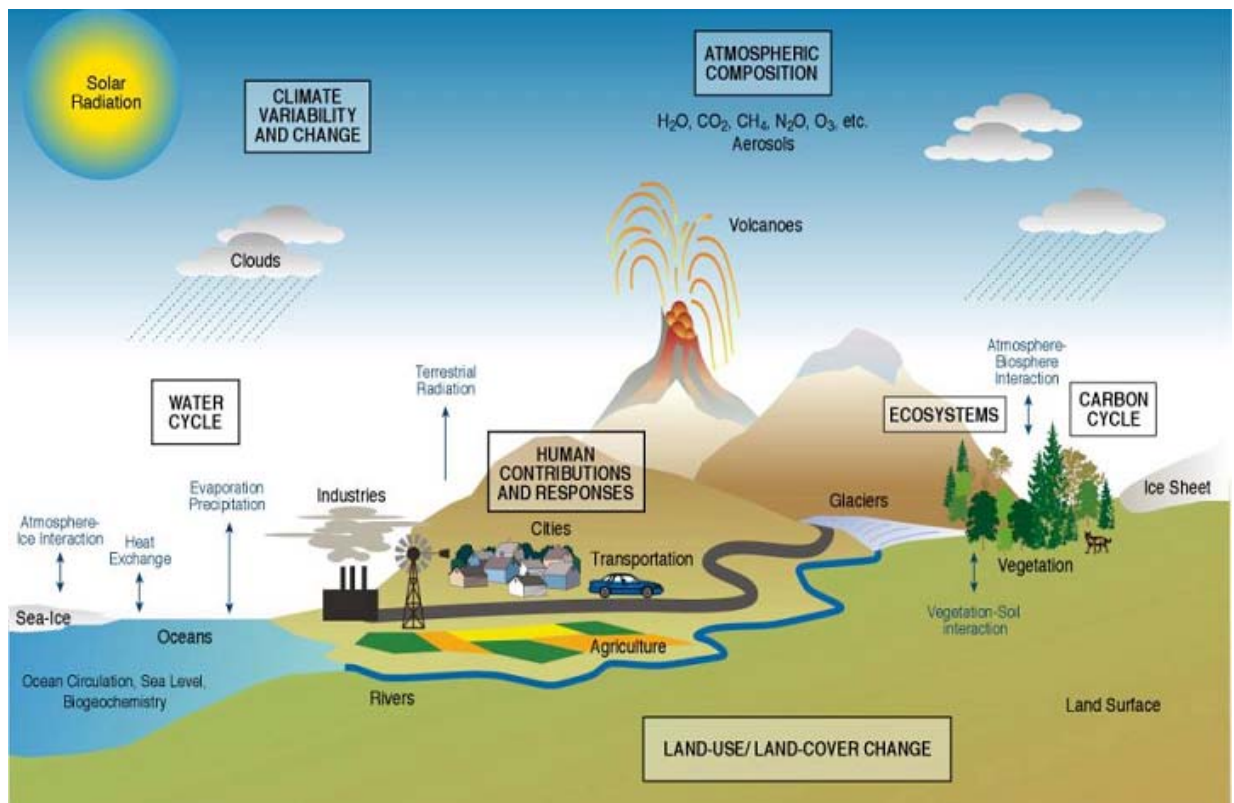 Solar
Radiation
CLIMATE
VARIABILITY
AND CHANGE
ATMOSPHERIC
COMPOSITION
H₂O, CO₂, CH₄, N₂O, O₃, etc.
Aerosols
Volcanoes
Clouds
Terrestrial
Radiation
Atmosphere-
Biosphere
Interaction
WATER
CYCLE
ECOSYSTEMS
CARBON
CYCLE
HUMAN
CONTRIBUTIONS
AND RESPONSES
Evaporation
Precipitation
Industries
Glaciers
Ice Sheet
Atmosphere-
Ice Interaction
Heat
Exchange
Cities
Transportation
Vegetation
Sea-Ice
Oceans
Agriculture
Vegetation-Soil
interaction
Ocean Circulation, Sea Level,
Biogeochemistry
Rivers
Land Surface
LAND-USE/ LAND-COVER CHANGE